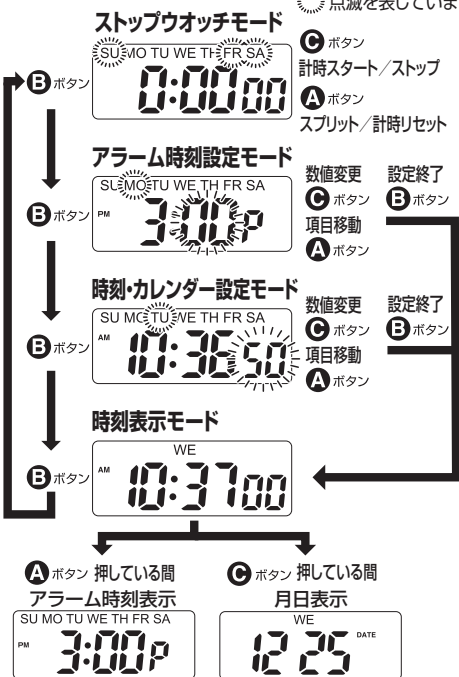 点滅を表していま
ストップウオッチモード
SU MO TU WE TH FR SA
0:00 00
B ボタン
C ボタン
計時スタート／ストップ
A ボタン
スプリット／計時リセット
アラーム時刻設定モード
SU MO TU WE TH FR SA
PM 3:00 P
B ボタン
数値変更 設定終了
C ボタン B ボタン
項目移動
A ボタン
時刻・カレンダー設定モード
SU MO TU WE TH FR SA
AM 10:36 50
B ボタン
数値変更 設定終了
C ボタン B ボタン
項目移動
A ボタン
時刻表示モード
WE
AM 10:37 00
B ボタン
A ボタン 押している間
アラーム時刻表示
SU MO TU WE TH FR SA
PM 3:00 P
C ボタン 押している間
月日表示
WE
12 25 DATE